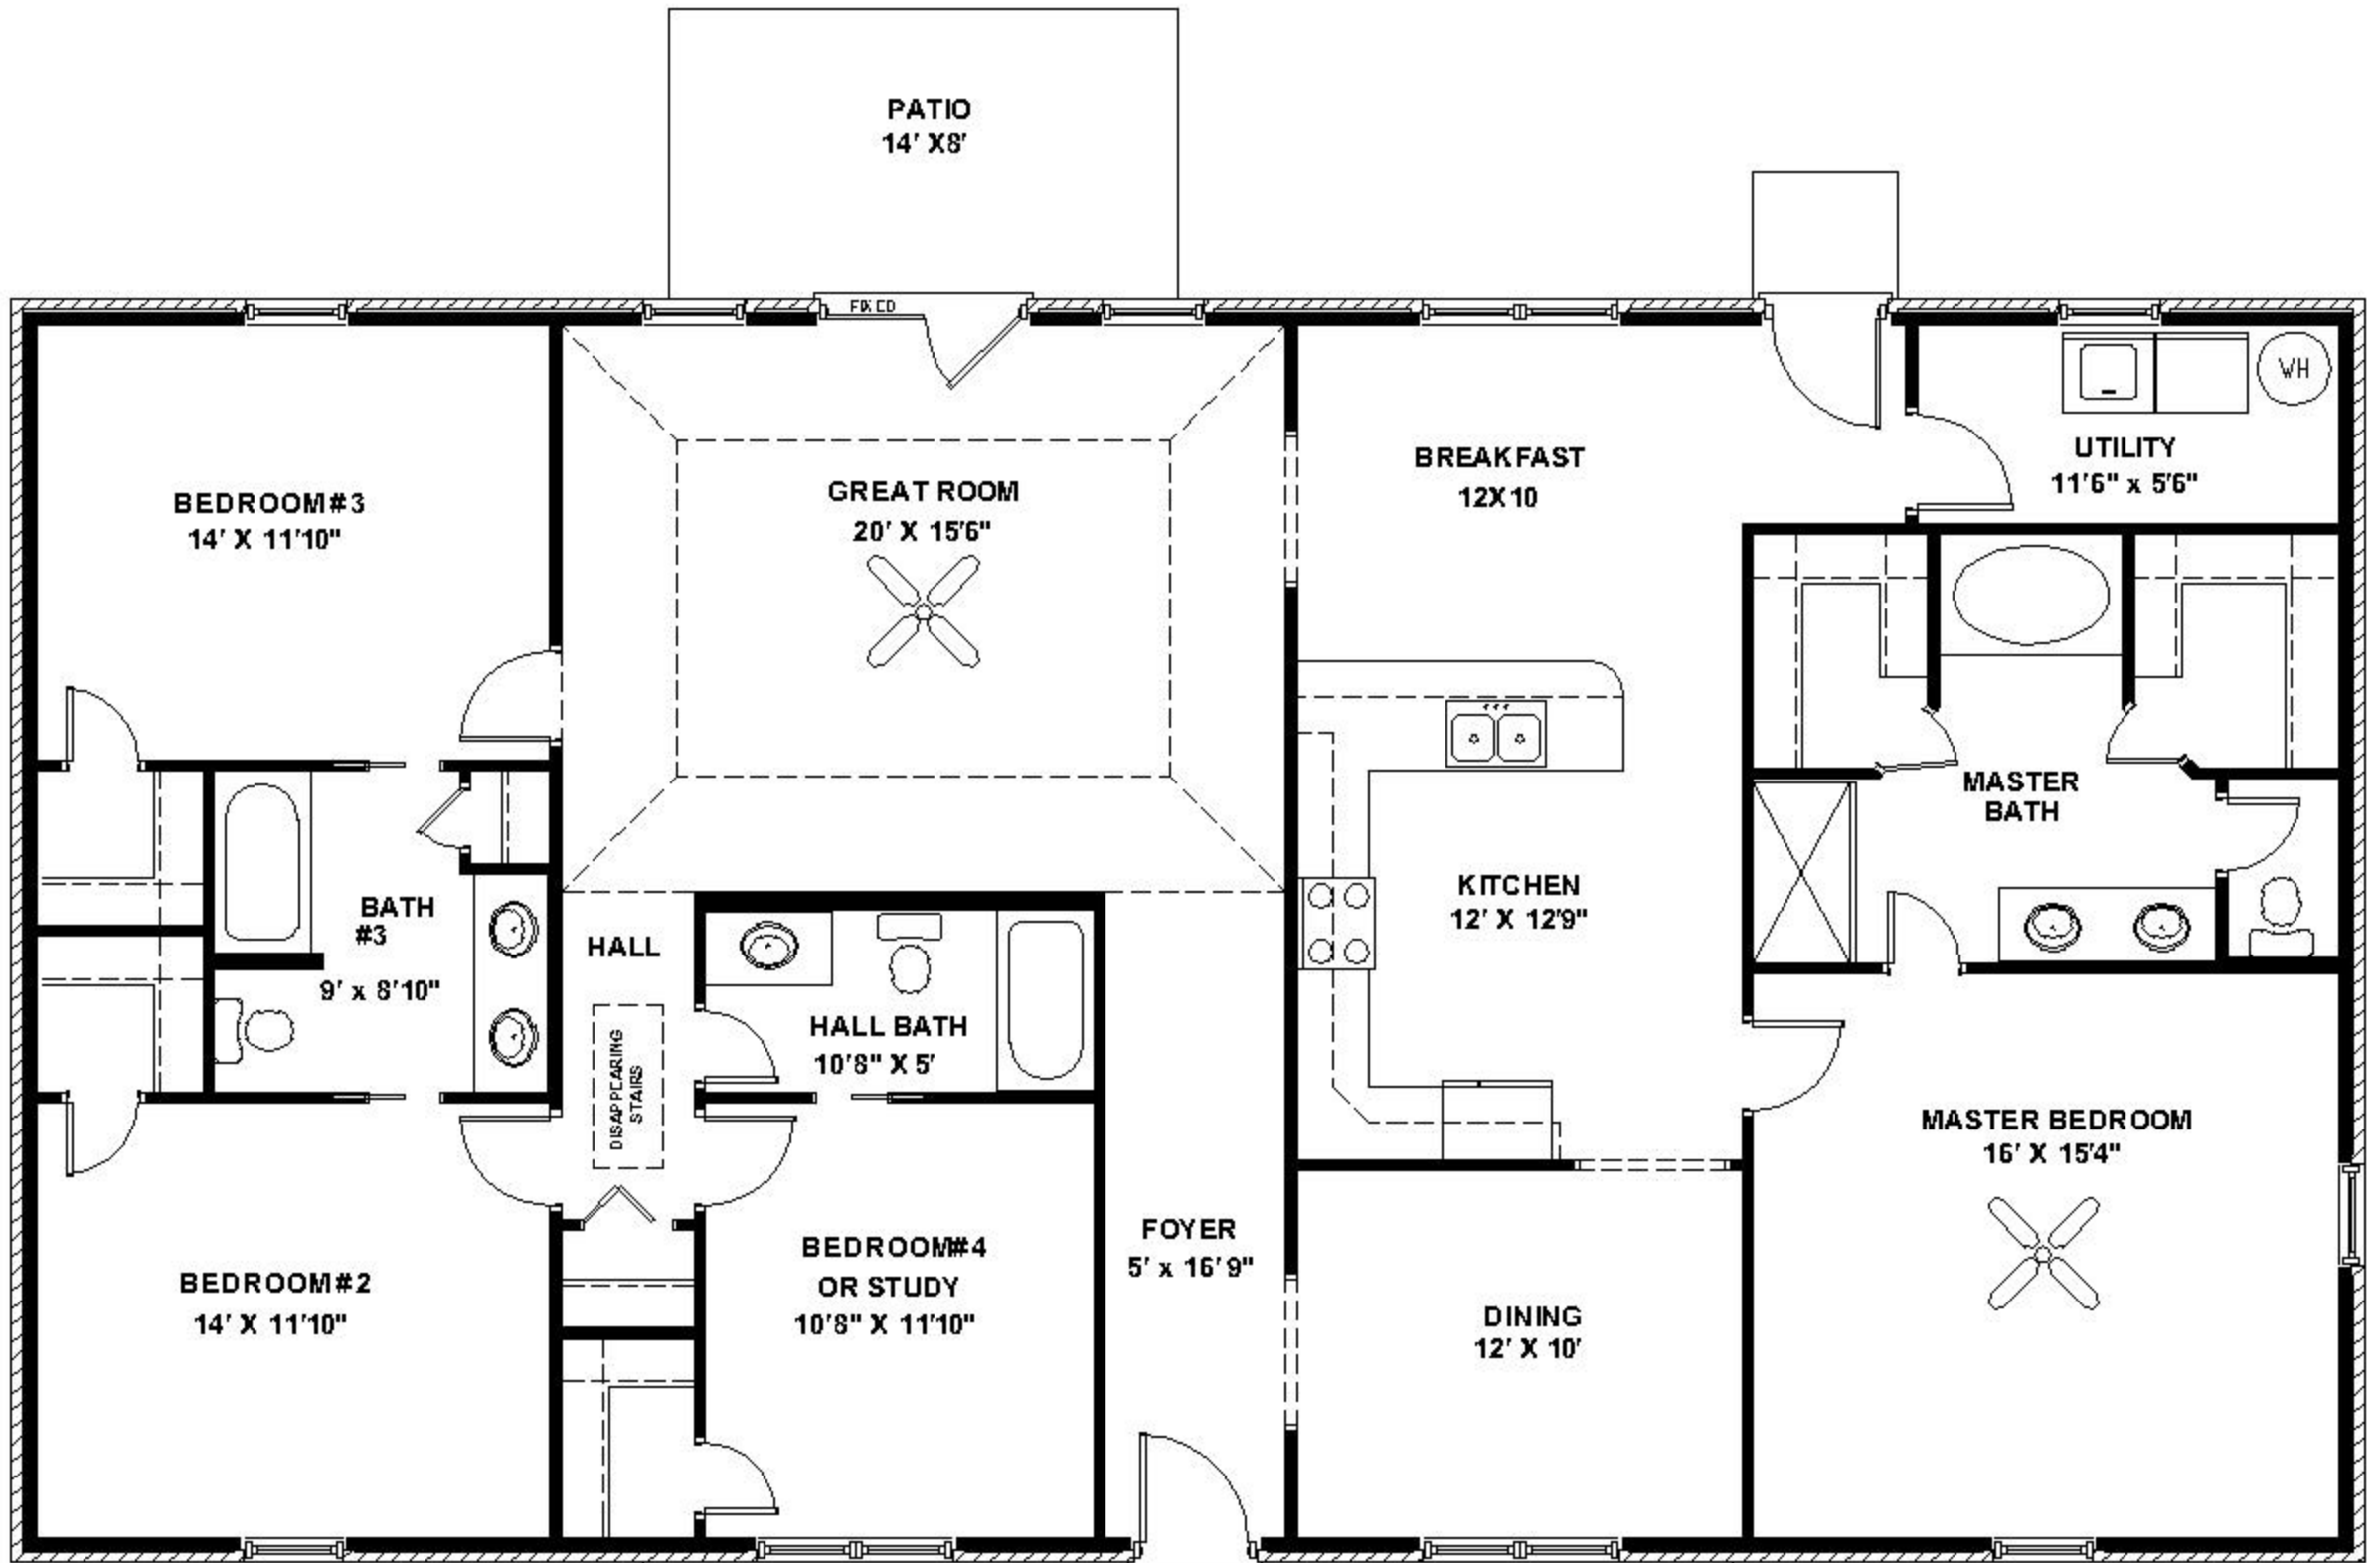 PATIO
14' X8'
FIXED
WH
UTILITY
11'6" x 5'6"
BREAKFAST
12X10
GREAT ROOM
20' X 15'6"
BEDROOM#3
14' X 11'10"
MASTER
BATH
KITCHEN
12' X 12'9"
BATH
#3
9' x 8'10"
HALL
HALL BATH
10'8" X 5'
DISAPPEARING
STAIRS
MASTER BEDROOM
16' X 15'4"
FOYER
5' x 16'9"
BEDROOM#4
OR STUDY
10'8" X 11'10"
BEDROOM#2
14' X 11'10"
DINING
12' X 10'